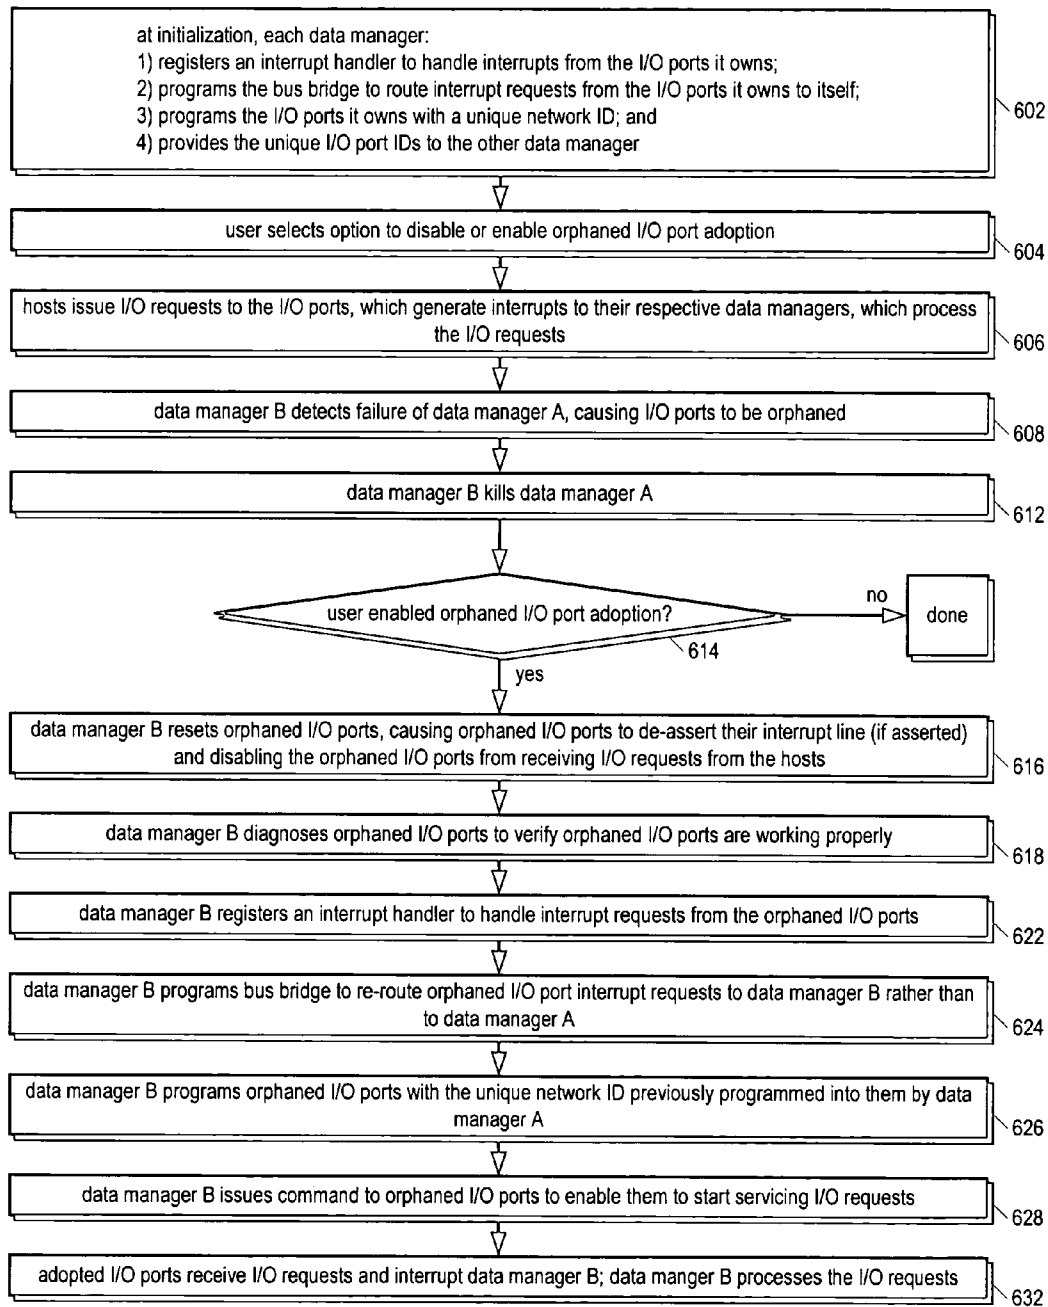 at initialization, each data manager:
1) registers an interrupt handler to handle interrupts from the I/O ports it owns;
2) programs the bus bridge to route interrupt requests from the I/O ports it owns to itself;
3) programs the I/O ports it owns with a unique network ID; and
4) provides the unique I/O port IDs to the other data manager
602
user selects option to disable or enable orphaned I/O port adoption
604
hosts issue I/O requests to the I/O ports, which generate interrupts to their respective data managers, which process
the I/O requests
606
data manager B detects failure of data manager A, causing I/O ports to be orphaned
608
data manager B kills data manager A
612
user enabled orphaned I/O port adoption?
614
no
done
yes
data manager B resets orphaned I/O ports, causing orphaned I/O ports to de-assert their interrupt line (if asserted)
and disabling the orphaned I/O ports from receiving I/O requests from the hosts
616
data manager B diagnoses orphaned I/O ports to verify orphaned I/O ports are working properly
618
data manager B registers an interrupt handler to handle interrupt requests from the orphaned I/O ports
622
data manager B programs bus bridge to re-route orphaned I/O port interrupt requests to data manager B rather than
to data manager A
624
data manager B programs orphaned I/O ports with the unique network ID previously programmed into them by data
manager A
626
data manager B issues command to orphaned I/O ports to enable them to start servicing I/O requests
628
adopted I/O ports receive I/O requests and interrupt data manager B; data manger B processes the I/O requests
632